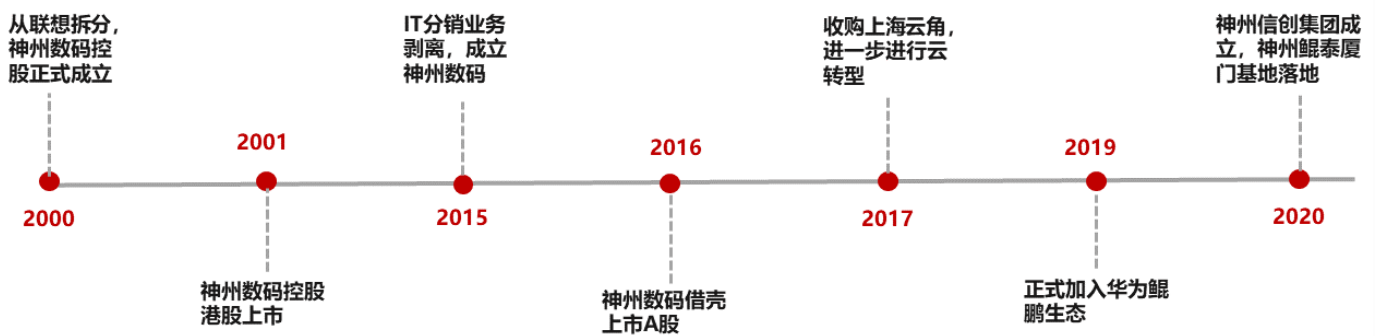 从联想拆分，
神州数码控
股正式成立
2000
2001
神州数码控股
港股上市
IT分销业务
剥离，成立
神州数码
2015
2016
神州数码借壳
上市A股
收购上海云角，
进一步进行云
转型
2017
2019
正式加入华为鲲
鹏生态
神州信创集团成
立，神州鲲泰厦
门基地落地
2020